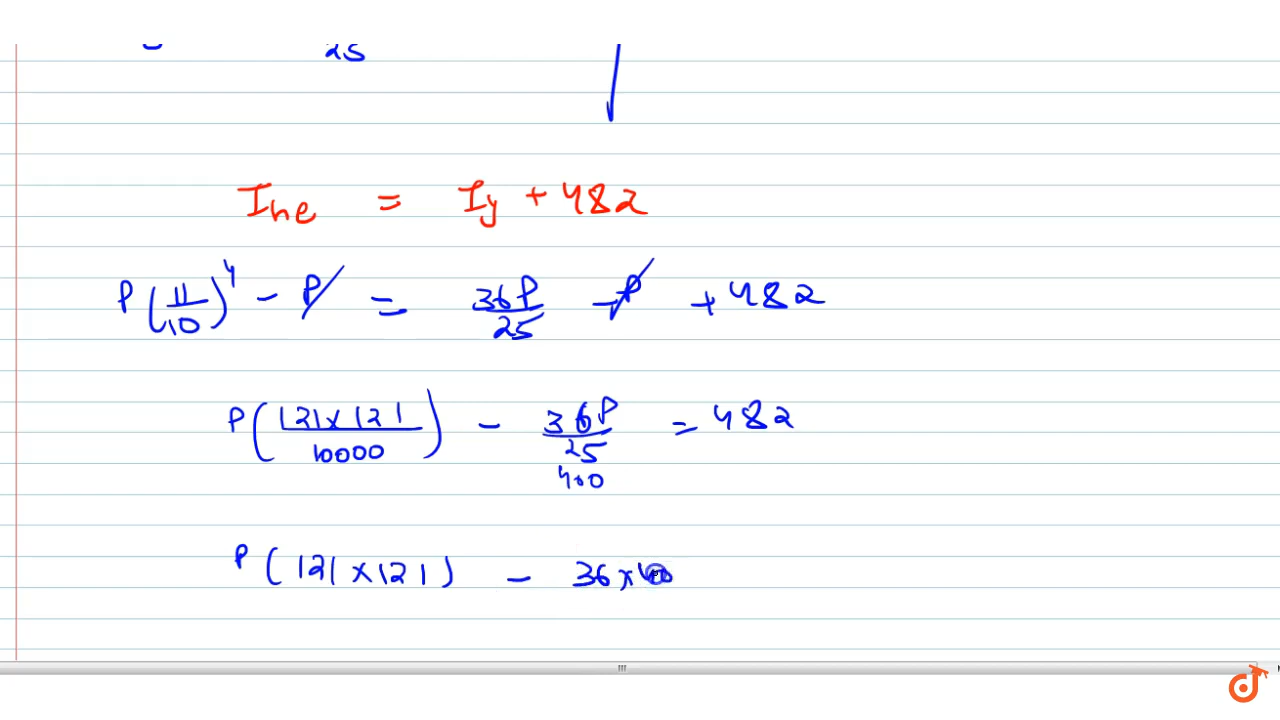 25
I_he = I_y + 482
P(11/10)^4 - P = 36P/25 - P + 482
P(121×121/10000) - 36P/25 = 482
400
P(121×121) - 36×400